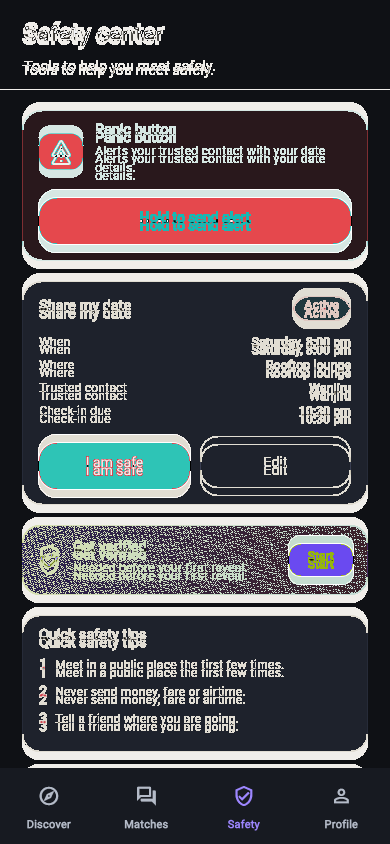 Safety center
Tools to help you meet safely.
Panic button
Alerts your trusted contact with your date
details.
Hold to send alert
Share my date
Active
When
Saturday, 8:00 pm
Where
Rooftop lounge
Trusted contact
Wanjiru
Check-in due
10:30 pm
I am safe
Edit
Get verified
Needed before your first reveal
Start
Quick safety tips
1 Meet in a public place the first few times.
2 Never send money, fare or airtime.
3 Tell a friend where you are going.
Discover
Matches
Safety
Profile